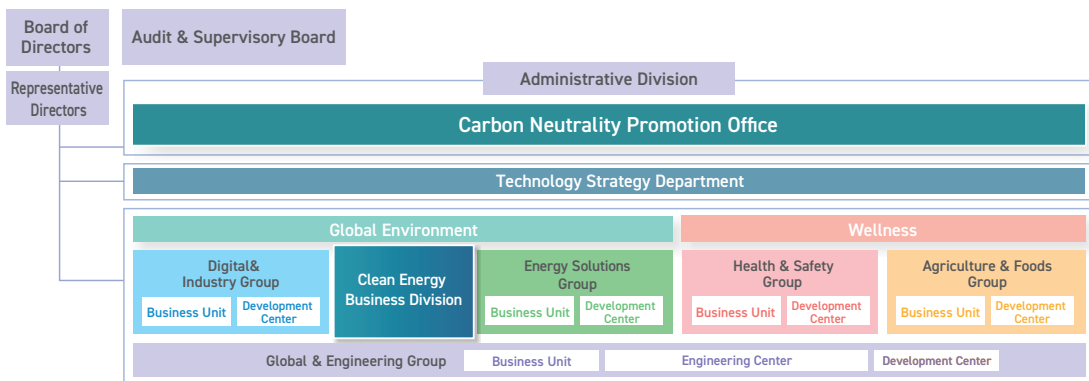 Board of
Directors
Audit & Supervisory Board
Representative
Directors
Administrative Division
Carbon Neutrality Promotion Office
Technology Strategy Department
Global Environment
Wellness
Digital&
Industry Group
Business Unit
Development
Center
Clean Energy
Business Division
Energy Solutions
Group
Business Unit
Development
Center
Health & Safety
Group
Business Unit
Development
Center
Agriculture & Foods
Group
Business Unit
Development
Center
Global & Engineering Group
Business Unit
Engineering Center
Development Center